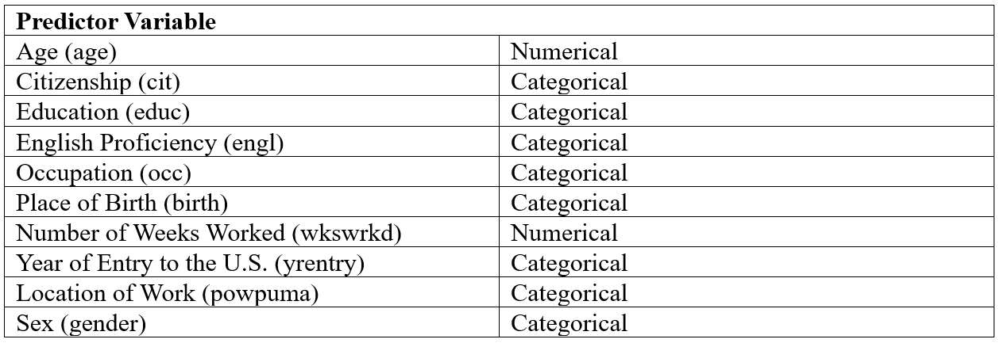 Predictor Variable
Age (age) Numerical
Citizenship (cit) Categorical
Education (educ) Categorical
English Proficiency (engl) Categorical
Occupation (occ) Categorical
Place of Birth (birth) Categorical
Number of Weeks Worked (wkswrkd) Numerical
Year of Entry to the U.S. (yrentry) Categorical
Location of Work (powpuma) Categorical
Sex (gender) Categorical